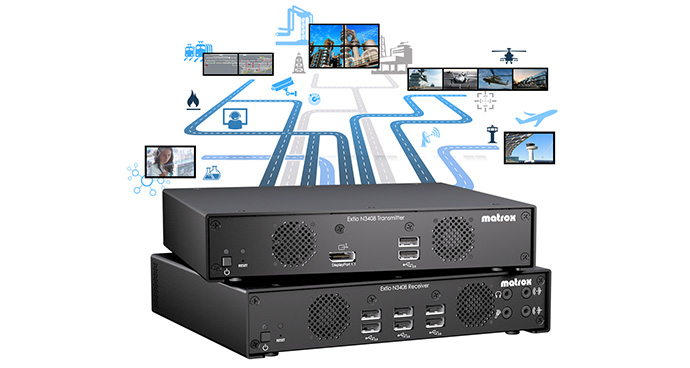 Extio N3408 Transmitter
matrox
RESET
DisplayPort 1.1
Extio N3408 Receiver
matrox
RESET